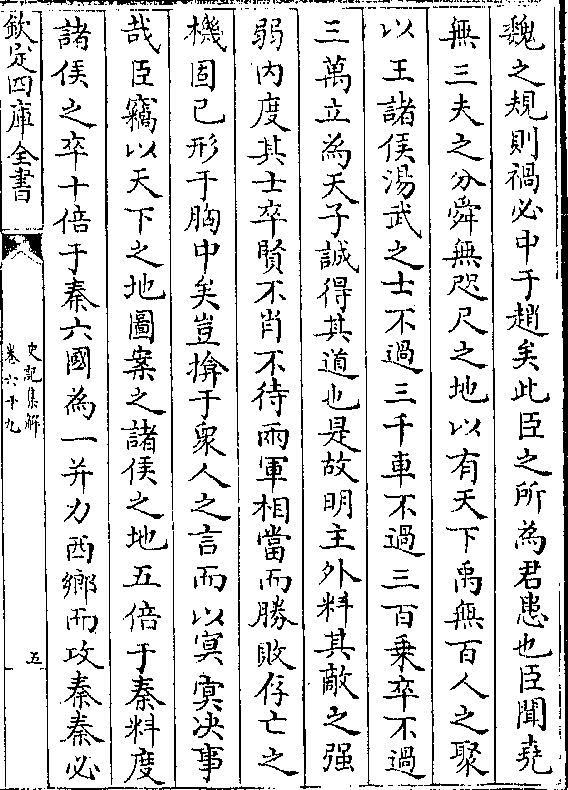 魏之規則禍必中于趙矣此臣之所為君患也臣聞堯
無三夫之分舜無咫尺之地以有天下禹無百人之聚
以王諸侯湯武之士不過三千車不過三百乗卒不過
三萬立為天子誠得其道也是故明主外料其敵之强
弱内度其士卒賢不肖不待兩軍相當而勝敗存亡之
機固已形于胸中矣豈揜于衆人之言而以冥冥决事
哉臣竊以天下之地圖案之諸侯之地五倍于秦料度
諸侯之卒十倍于秦六國為一并力西鄉而攻秦秦必
欽定四庫全書
史記集解
卷六十九
五